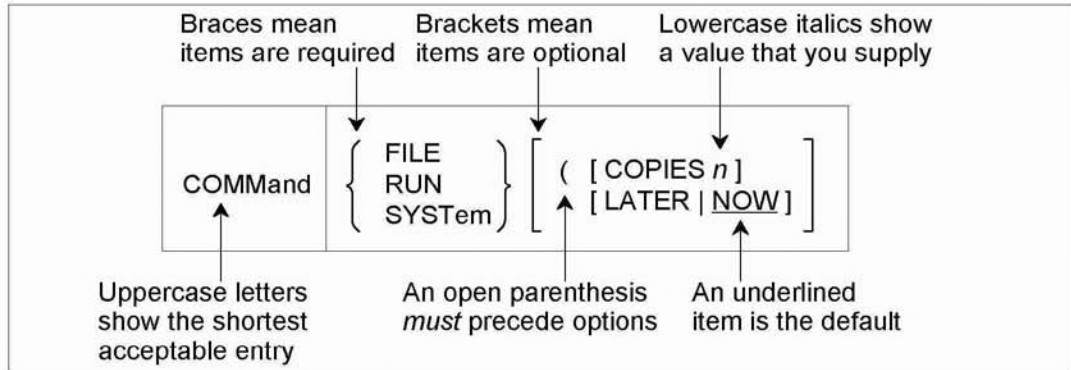 Braces mean
items are required
Brackets mean
items are optional
Lowercase italics show
a value that you supply
COMMand
FILE
RUN
SYSTem
( [ COPIES n ]
[ LATER | NOW ]
Uppercase letters
show the shortest
acceptable entry
An open parenthesis
must precede options
An underlined
item is the default